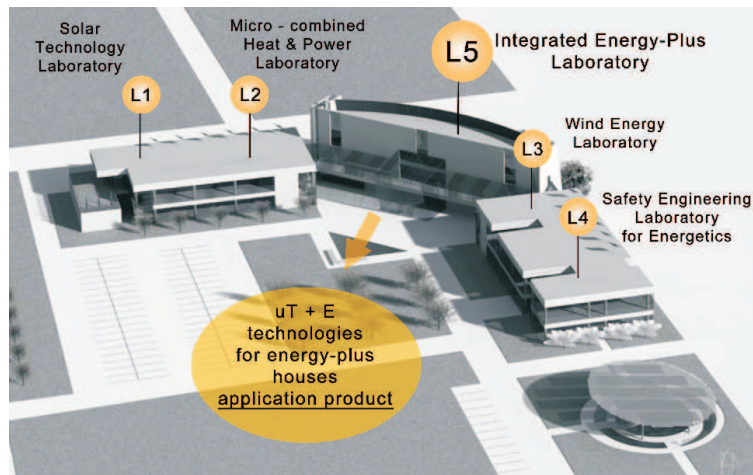 Solar
Technology
Laboratory
L1
Micro - combined
Heat & Power
Laboratory
L2
L5
Integrated Energy-Plus
Laboratory
L3
Wind Energy
Laboratory
L4
Safety Engineering
Laboratory
for Energetics
uT + E
technologies
for energy-plus
houses
application product